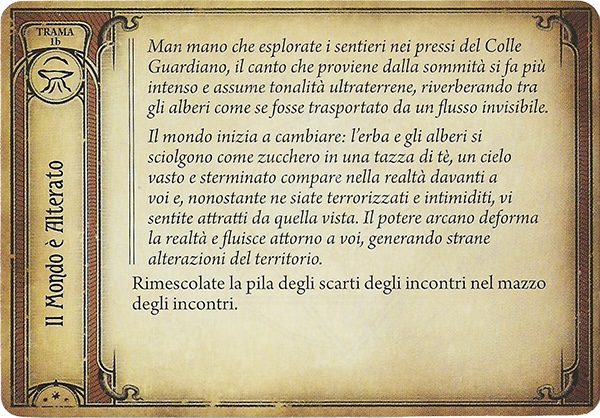 TRAMA
1b
Il Mondo è Alterato
Man mano che esplorate i sentieri nei pressi del Colle
Guardiano, il canto che proviene dalla sommità si fa più
intenso e assume tonalità ultraterrene, riverberando tra
gli alberi come se fosse trasportato da un flusso invisibile.
Il mondo inizia a cambiare: l'erba e gli alberi si
sciolgono come zucchero in una tazza di tè, un cielo
vasto e sterminato compare nella realtà davanti a
voi e, nonostante ne siate terrorizzati e intimiditi, vi
sentite attratti da quella vista. Il potere arcano deforma
la realtà e fluisce attorno a voi, generando strane
alterazioni del territorio.
Rimescolate la pila degli scarti degli incontri nel mazzo
degli incontri.